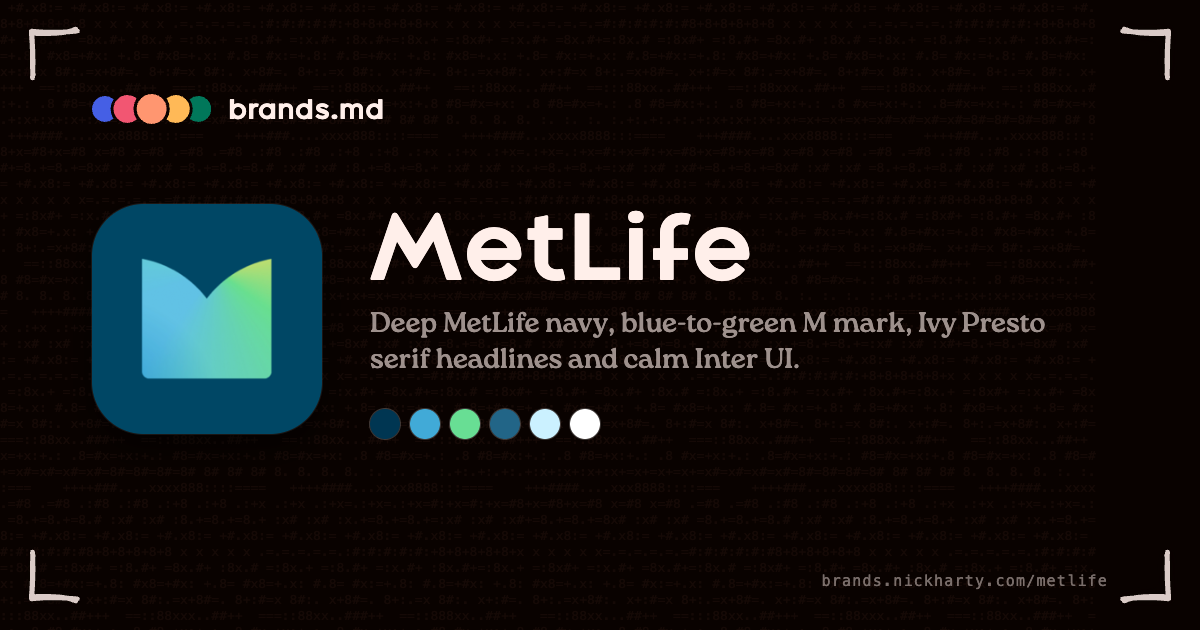 brands.md
MetLife
Deep MetLife navy, blue-to-green M mark, Ivy Presto
serif headlines and calm Inter UI.
brands.nickharty.com/metlife